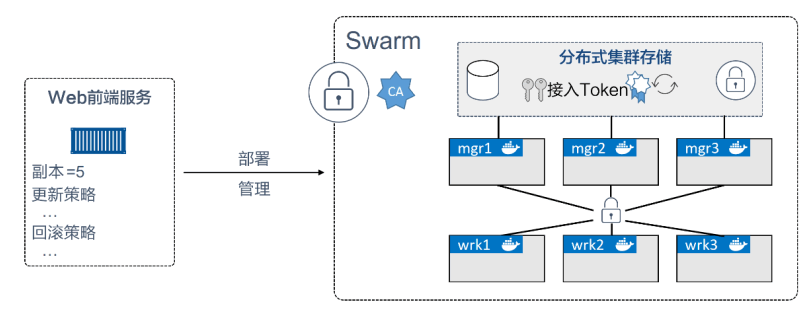 Web前端服务
副本=5
更新策略
…
回滚策略
…
部署
管理
Swarm
CA
分布式集群存储
接入Token
mgr1
mgr2
mgr3
wrk1
wrk2
wrk3